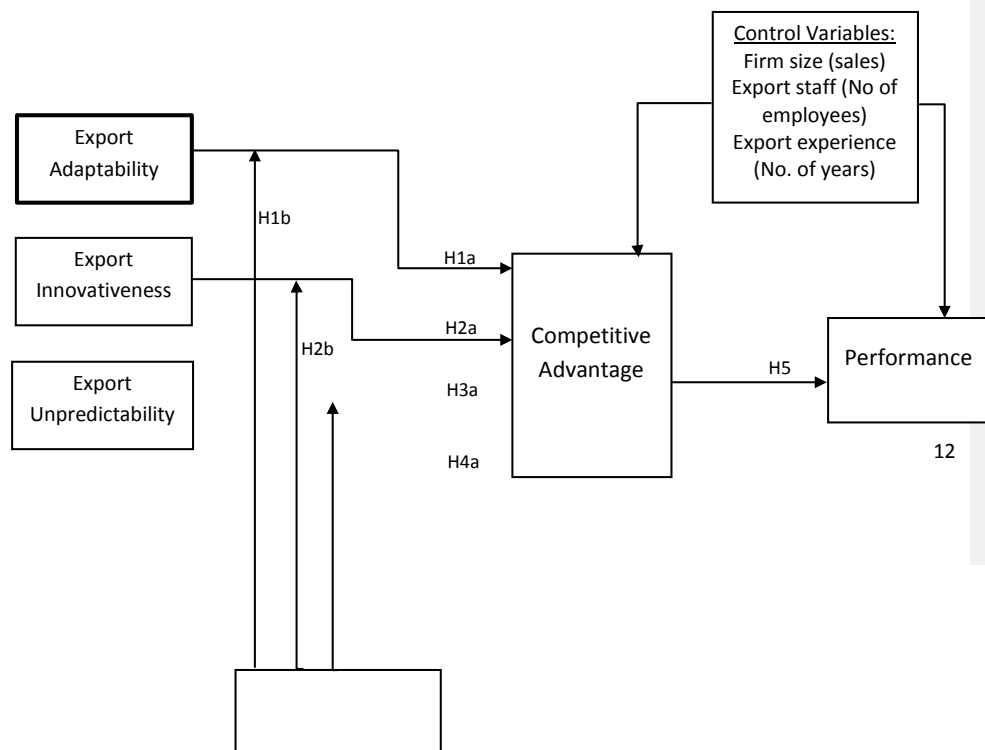 Control Variables:
Firm size (sales)
Export staff (No of
employees)
Export experience
(No. of years)
Export
Adaptability
H1b
H1a
Export
Innovativeness
H2b
H2a
Competitive
Advantage
Export
Unpredictability
H3a
H4a
H5
Performance
12